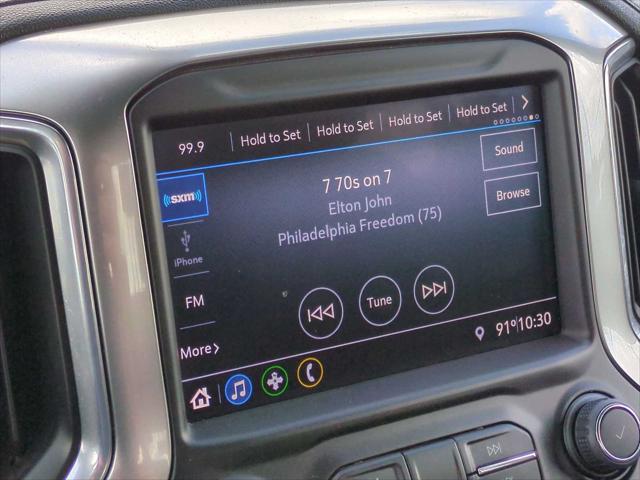 99.9 Hold to Set Hold to Set Hold to Set Hold to Set
sxm
Sound
7 70s on 7
Elton John
Browse
Philadelphia Freedom (75)
iPhone
FM
Tune
More
91° 10:30